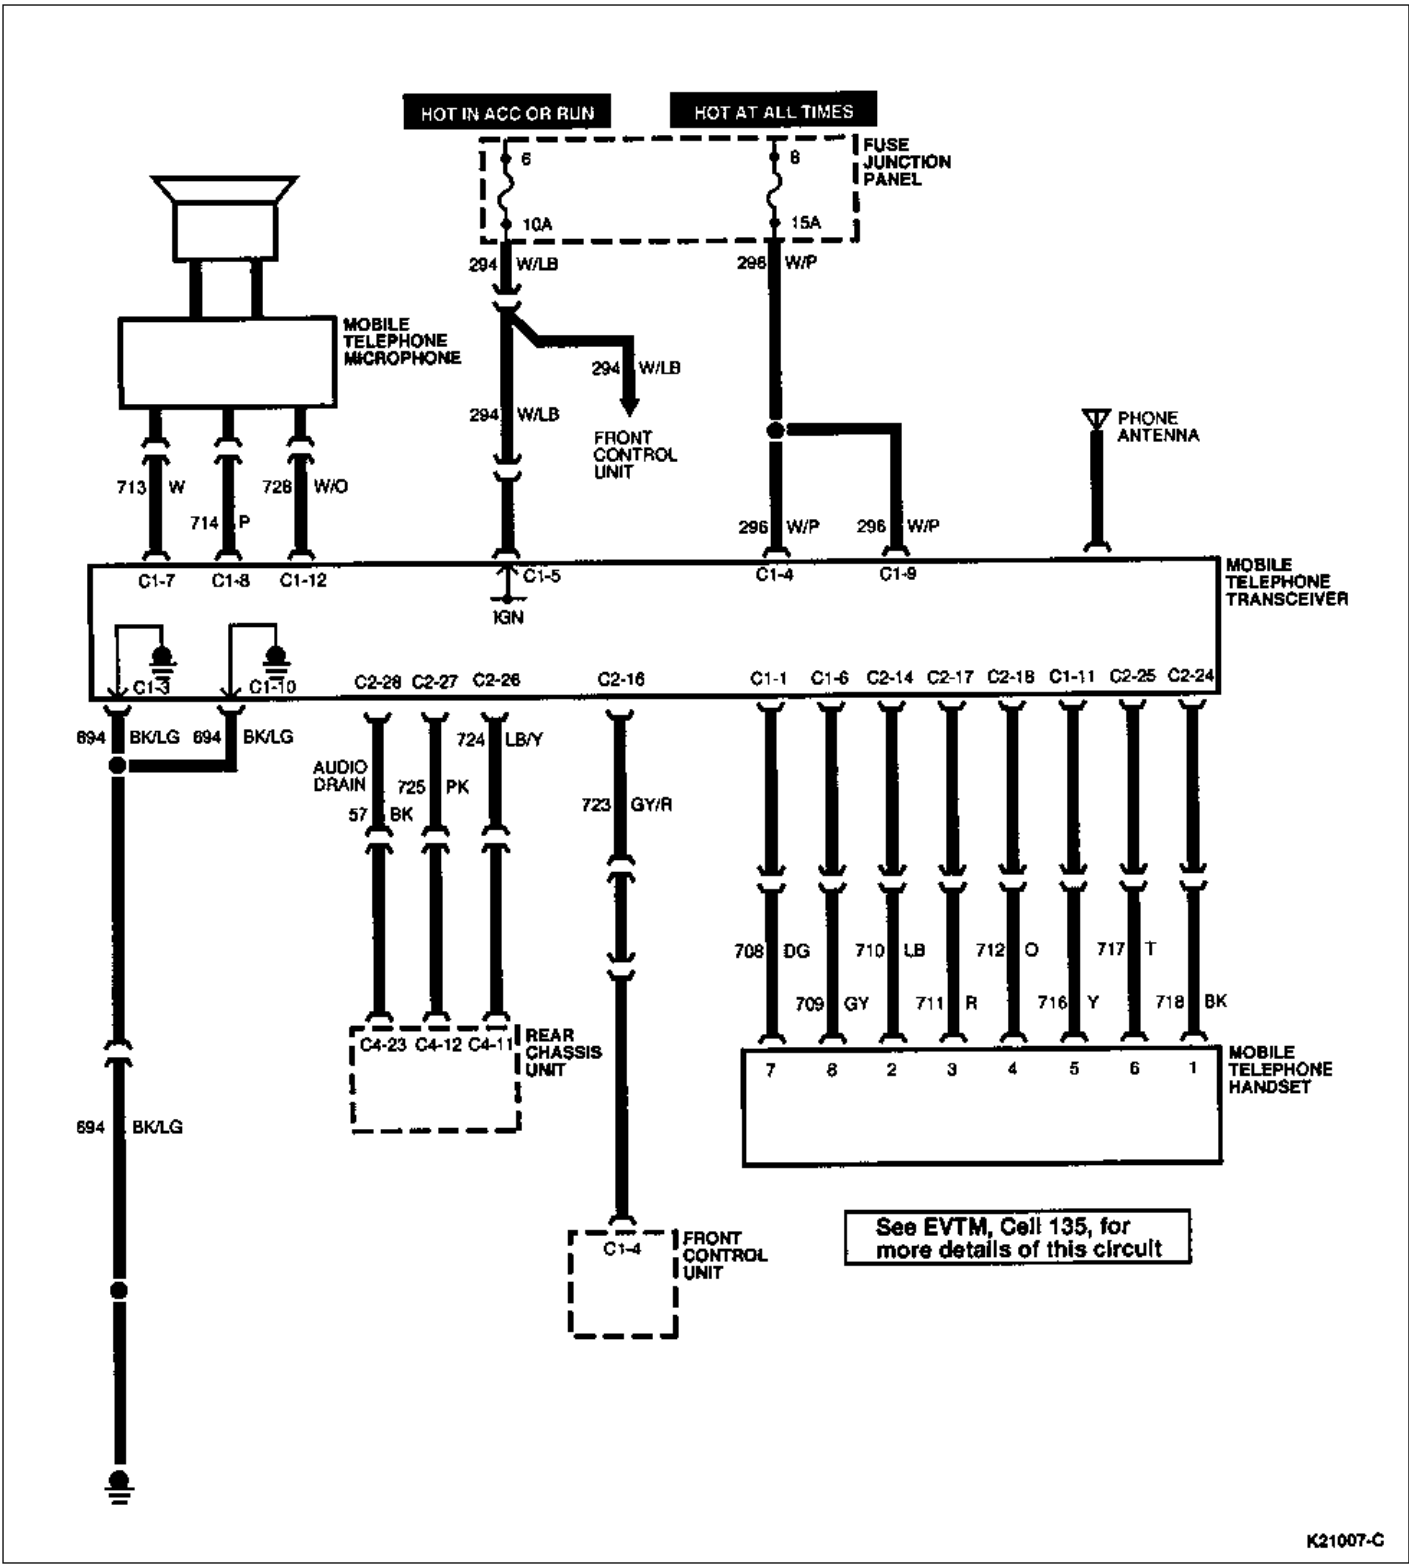 HOT IN ACC OR RUN
HOT AT ALL TIMES
6
8
FUSE
JUNCTION
PANEL
10A
15A
294 W/LB
296 W/P
MOBILE
TELEPHONE
MICROPHONE
294 W/LB
294 W/LB
FRONT
CONTROL
UNIT
PHONE
ANTENNA
713 W
714 P
728 W/O
296 W/P
296 W/P
C1-7 C1-8 C1-12
C1-5
C1-4
C1-9
IGN
MOBILE
TELEPHONE
TRANSCEIVER
C1-3
C1-10
C2-28 C2-27 C2-26
C2-16
C1-1 C1-6 C2-14 C2-17 C2-18 C1-11 C2-25 C2-24
694 BK/LG
694 BK/LG
724 LB/Y
AUDIO
DRAIN
725 PK
57 BK
723 GY/R
708 DG
710 LB
712 O
717 T
709 GY
711 R
716 Y
718 BK
C4-23 C4-12 C4-11
REAR
CHASSIS
UNIT
7 8 2 3 4 5 6 1
MOBILE
TELEPHONE
HANDSET
694 BK/LG
C1-4
FRONT
CONTROL
UNIT
See EVTM, Cell 135, for
more details of this circuit
K21007-C